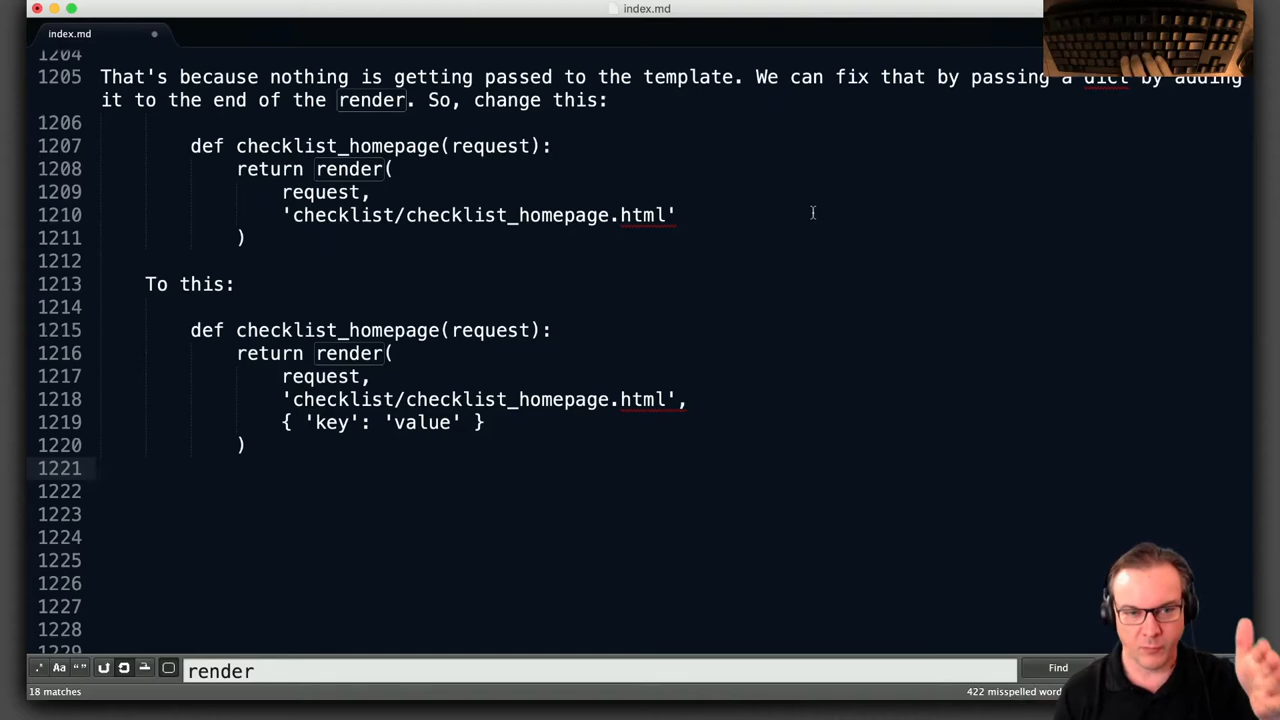 index.md
index.md
1204
1205 That's because nothing is getting passed to the template. We can fix that by passing a dict by adding
it to the end of the render. So, change this:
1206
1207 def checklist_homepage(request):
1208 return render(
1209 request,
1210 'checklist/checklist_homepage.html'
1211 )
1212
1213 To this:
1214
1215 def checklist_homepage(request):
1216 return render(
1217 request,
1218 'checklist/checklist_homepage.html',
1219 { 'key': 'value' }
1220 )
1221
1222
1223
1224
1225
1226
1227
1228
1229
.* Aa “” render Find
18 matches 422 misspelled